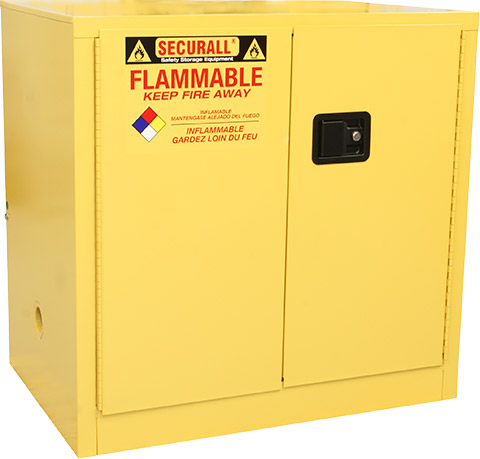 SECURALL®
Safety Storage Equipment
FLAMMABLE
KEEP FIRE AWAY
INFLAMABLE
MANTENGASE ALEJADO DEL FUEGO
INFLAMMABLE
GARDEZ LOIN DU FEU